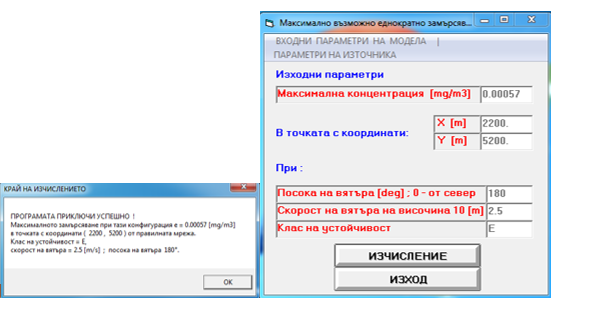 КРАЙ НА ИЗЧИСЛЕНИЕТО
ПРОГРАМАТА ПРИКЛЮЧИ УСПЕШНО !
Максималното замърсяване при тази конфигурация е = 0.00057 [mg/m3]
в точката с координати ( 2200 , 5200 ) от правилната мрежа.
Клас на устойчивост = E,
скорост на вятъра = 2.5 [m/s] ; посока на вятъра 180°.
OK
Максимално възможно еднократно замърсяв...
ВХОДНИ ПАРАМЕТРИ НА МОДЕЛА |
ПАРАМЕТРИ НА ИЗТОЧНИКА
Изходни параметри
Максимална концентрация [mg/m3] 0.00057
В точката с координати:
X [m] 2200.
Y [m] 5200.
При :
Посока на вятъра [deg] ; 0 - от север 180
Скорост на вятъра на височина 10 [m] 2.5
Клас на устойчивост E
ИЗЧИСЛЕНИЕ
ИЗХОД